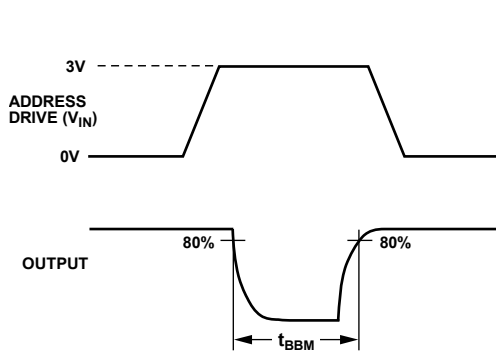 3V
ADDRESS
DRIVE (VIN)
0V
80%
80%
OUTPUT
tBBM